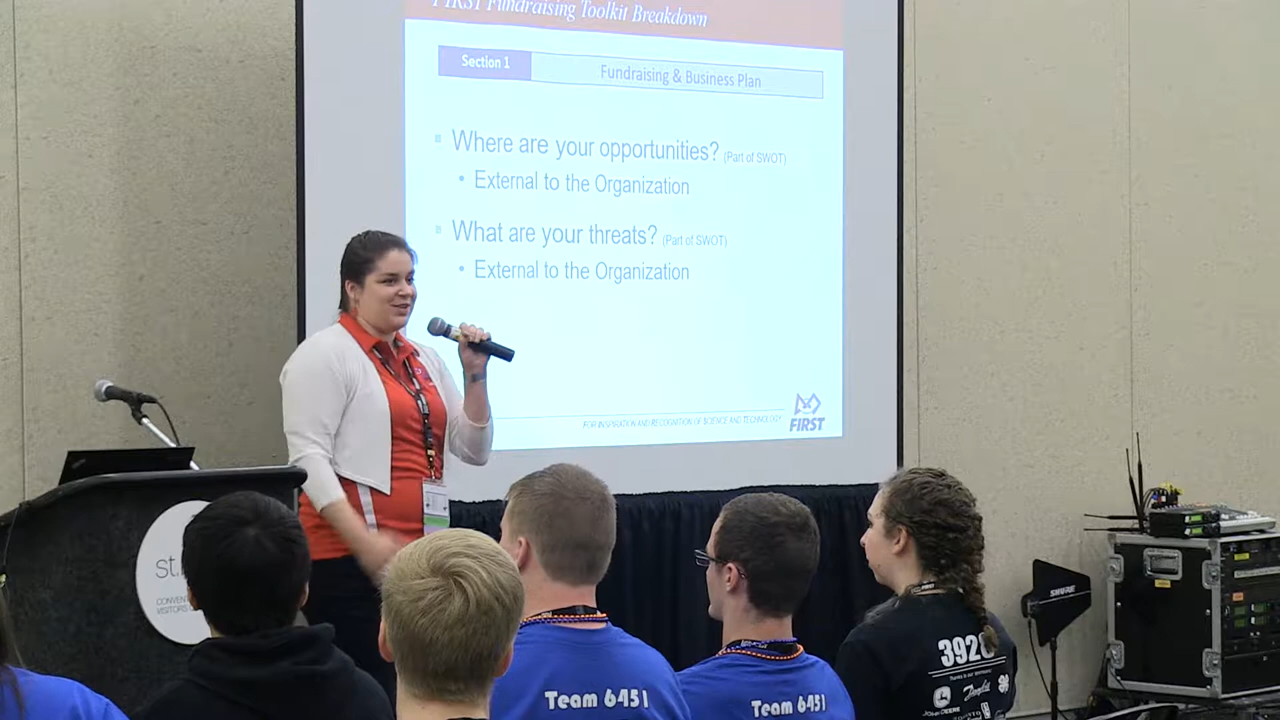 FIRST Fundraising Toolkit Breakdown
Section 1
Fundraising & Business Plan
Where are your opportunities? (Part of SWOT)
• External to the Organization
What are your threats? (Part of SWOT)
• External to the Organization
FOR INSPIRATION AND RECOGNITION OF SCIENCE AND TECHNOLOGY
FIRST
st.
SHURE
Team 6451
Team 6451
392
JOHN DEERE